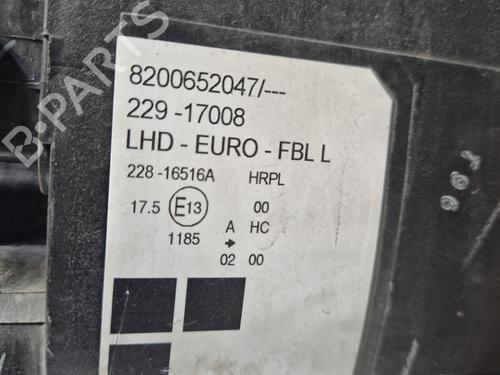 8200652047/---
229 -17008
LHD - EURO - FBL L
228 -16516A HRPL
17.5 E13 00
1185 A HC
→
02 00
B-PARTS